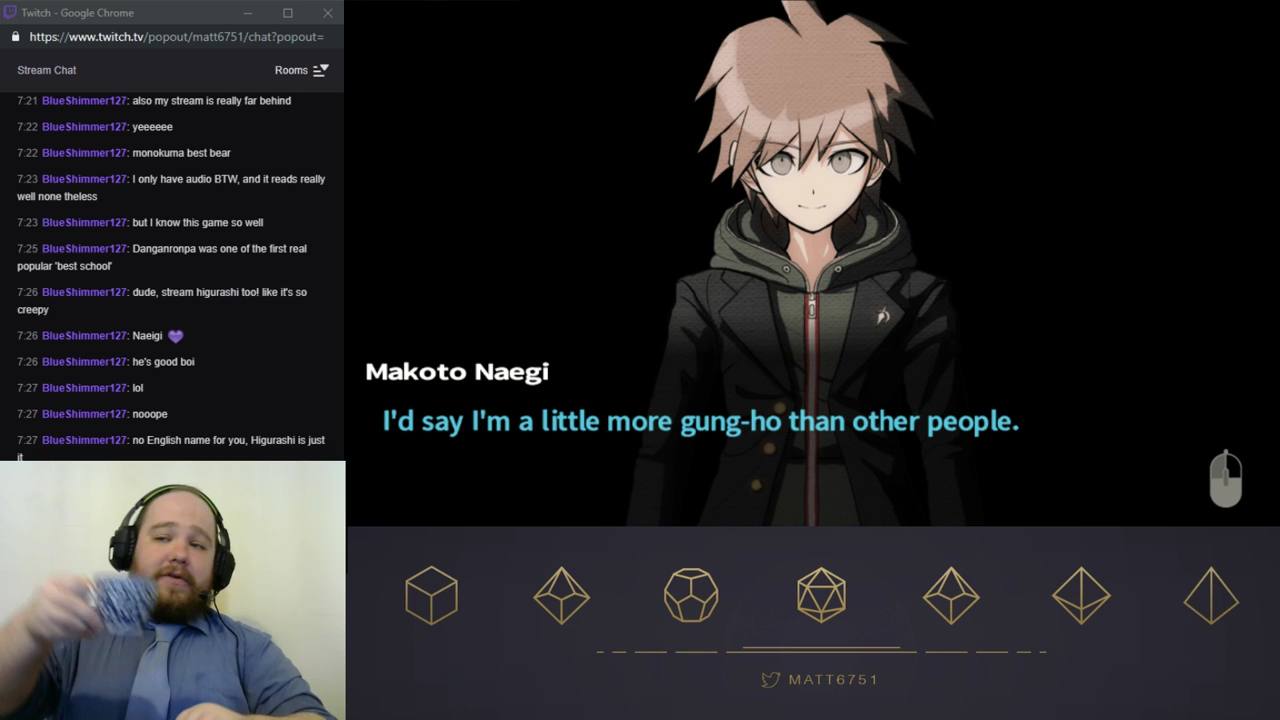 Twitch - Google Chrome
https://www.twitch.tv/popout/matt6751/chat?popout=
Stream Chat
Rooms
7:21 BlueShimmer127: also my stream is really far behind
7:22 BlueShimmer127: yeeeeee
7:22 BlueShimmer127: monokuma best bear
7:23 BlueShimmer127: I only have audio BTW, and it reads really
well none theless
7:23 BlueShimmer127: but I know this game so well
7:25 BlueShimmer127: Danganronpa was one of the first real
popular 'best school'
7:26 BlueShimmer127: dude, stream higurashi too! like it's so
creepy
7:26 BlueShimmer127: Naeigi
7:26 BlueShimmer127: he's good boi
7:27 BlueShimmer127: lol
7:27 BlueShimmer127: nooope
7:27 BlueShimmer127: no English name for you, Higurashi is just
it
Makoto Naegi
I'd say I'm a little more gung-ho than other people.
MATT6751